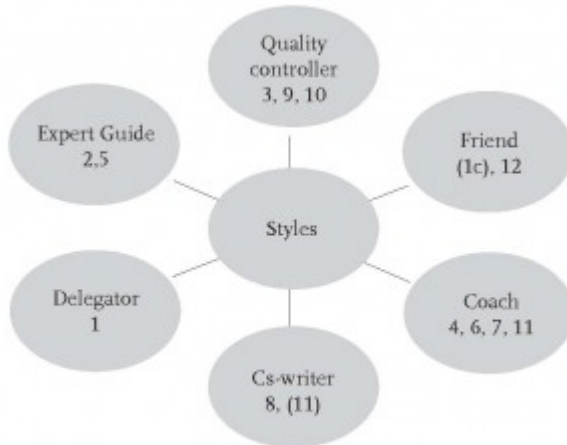 Quality
controller
3, 9, 10
Expert Guide
2,5
Friend
(1c), 12
Styles
Delegator
1
Coach
4, 6, 7, 11
Cs-writer
8, (11)